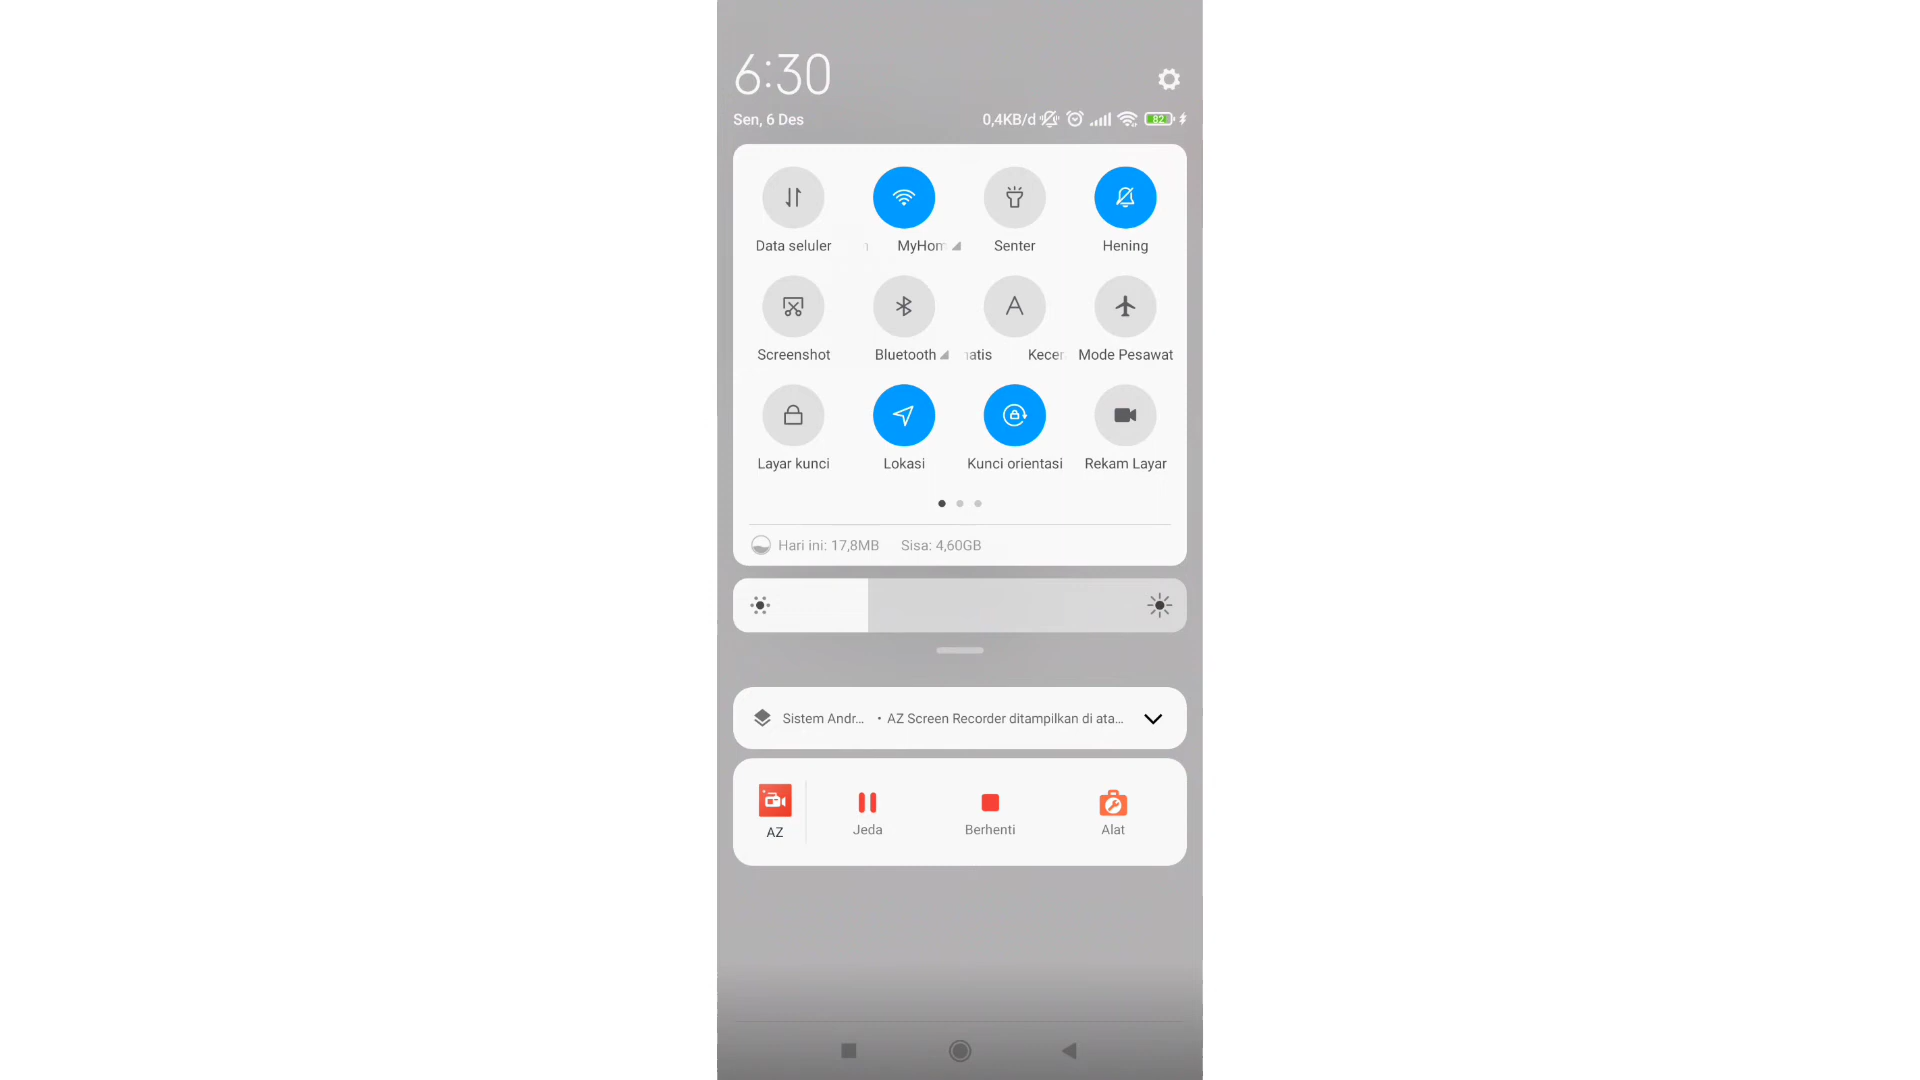 6:30
Sen, 6 Des
0,4KB/d
82
Data seluler
MyHom
Senter
Hening
Screenshot
Bluetooth
atis
Kecer
Mode Pesawat
Layar kunci
Lokasi
Kunci orientasi
Rekam Layar
Hari ini: 17,8MB Sisa: 4,60GB
Sistem Andr... • AZ Screen Recorder ditampilkan di ata...
AZ
Jeda
Berhenti
Alat